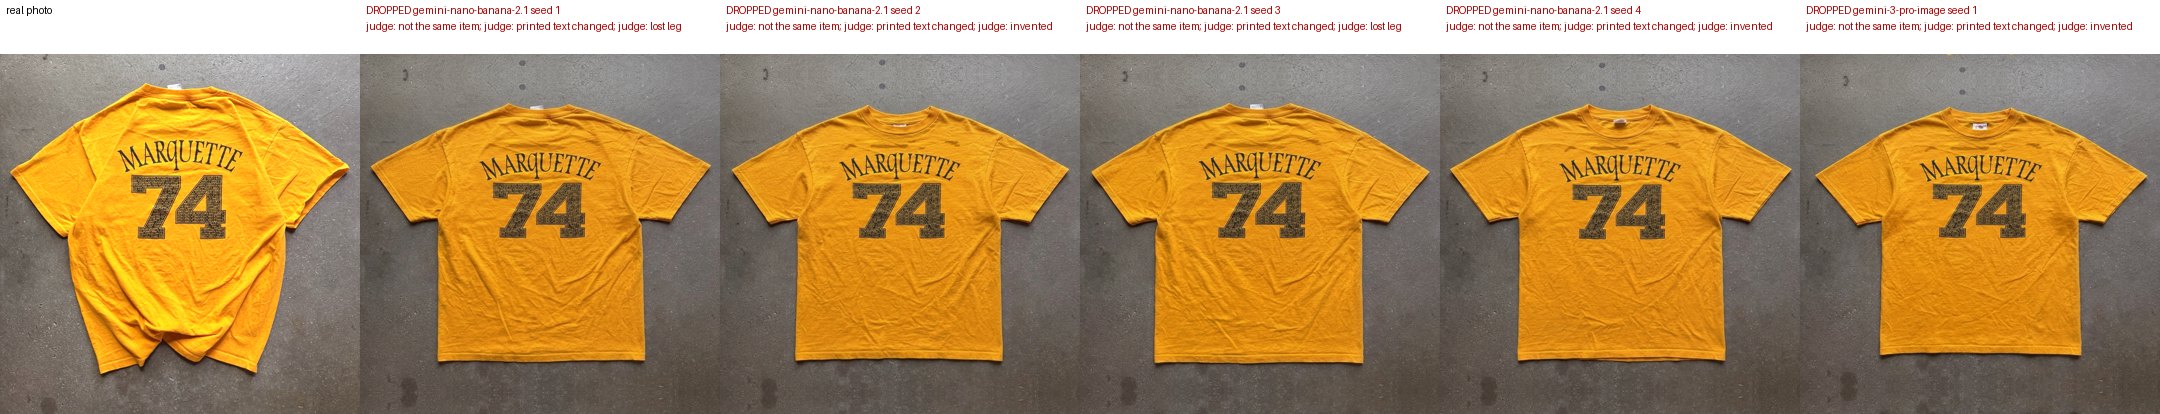 real photo
DROPPED gemini-nano-banana-2.1 seed 1
judge: not the same item; judge: printed text changed; judge: lost leg
DROPPED gemini-nano-banana-2.1 seed 2
judge: not the same item; judge: printed text changed; judge: invented
DROPPED gemini-nano-banana-2.1 seed 3
judge: not the same item; judge: printed text changed; judge: lost leg
DROPPED gemini-nano-banana-2.1 seed 4
judge: not the same item; judge: printed text changed; judge: invented
DROPPED gemini-3-pro-image seed 1
judge: not the same item; judge: printed text changed; judge: invented
MARqUETTE
74
MARqUETTE
74
MARqUETTE
74
MARqUETTE
74
MARqUETTE
74
MARqUETTE
74